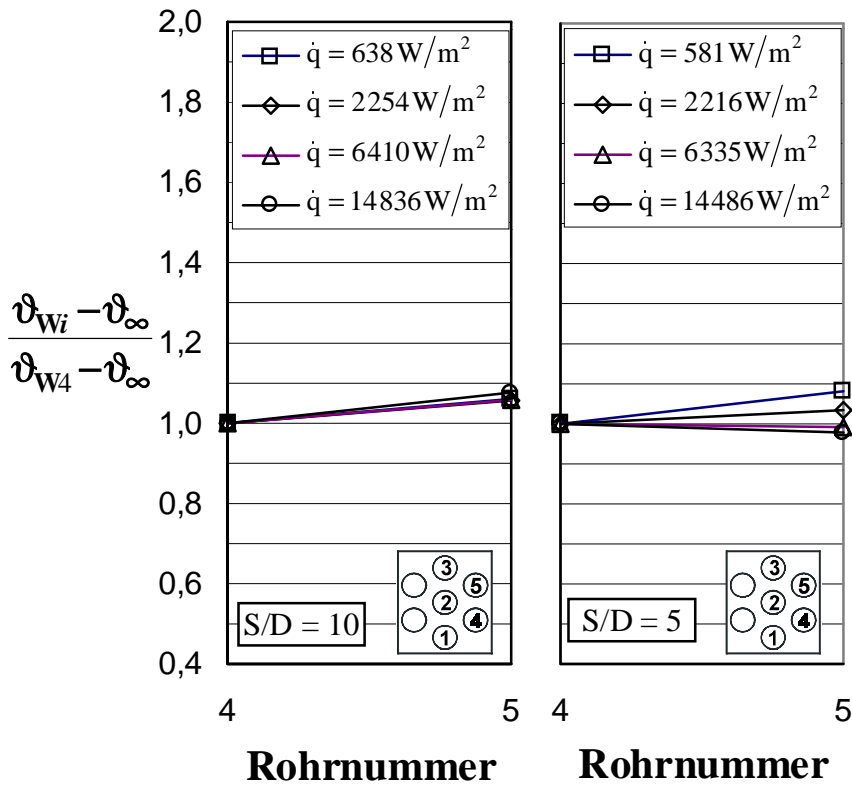 2,0
1,8
1,6
1,4
1,2
1,0
0,8
0,6
0,4
ϑWi − ϑ∞
ϑW4 − ϑ∞
q̇ = 638 W/m²
q̇ = 2254 W/m²
q̇ = 6410 W/m²
q̇ = 14836 W/m²
S/D = 10
3
5
2
4
1
4
5
Rohrnummer
q̇ = 581 W/m²
q̇ = 2216 W/m²
q̇ = 6335 W/m²
q̇ = 14486 W/m²
S/D = 5
3
5
2
4
1
4
5
Rohrnummer